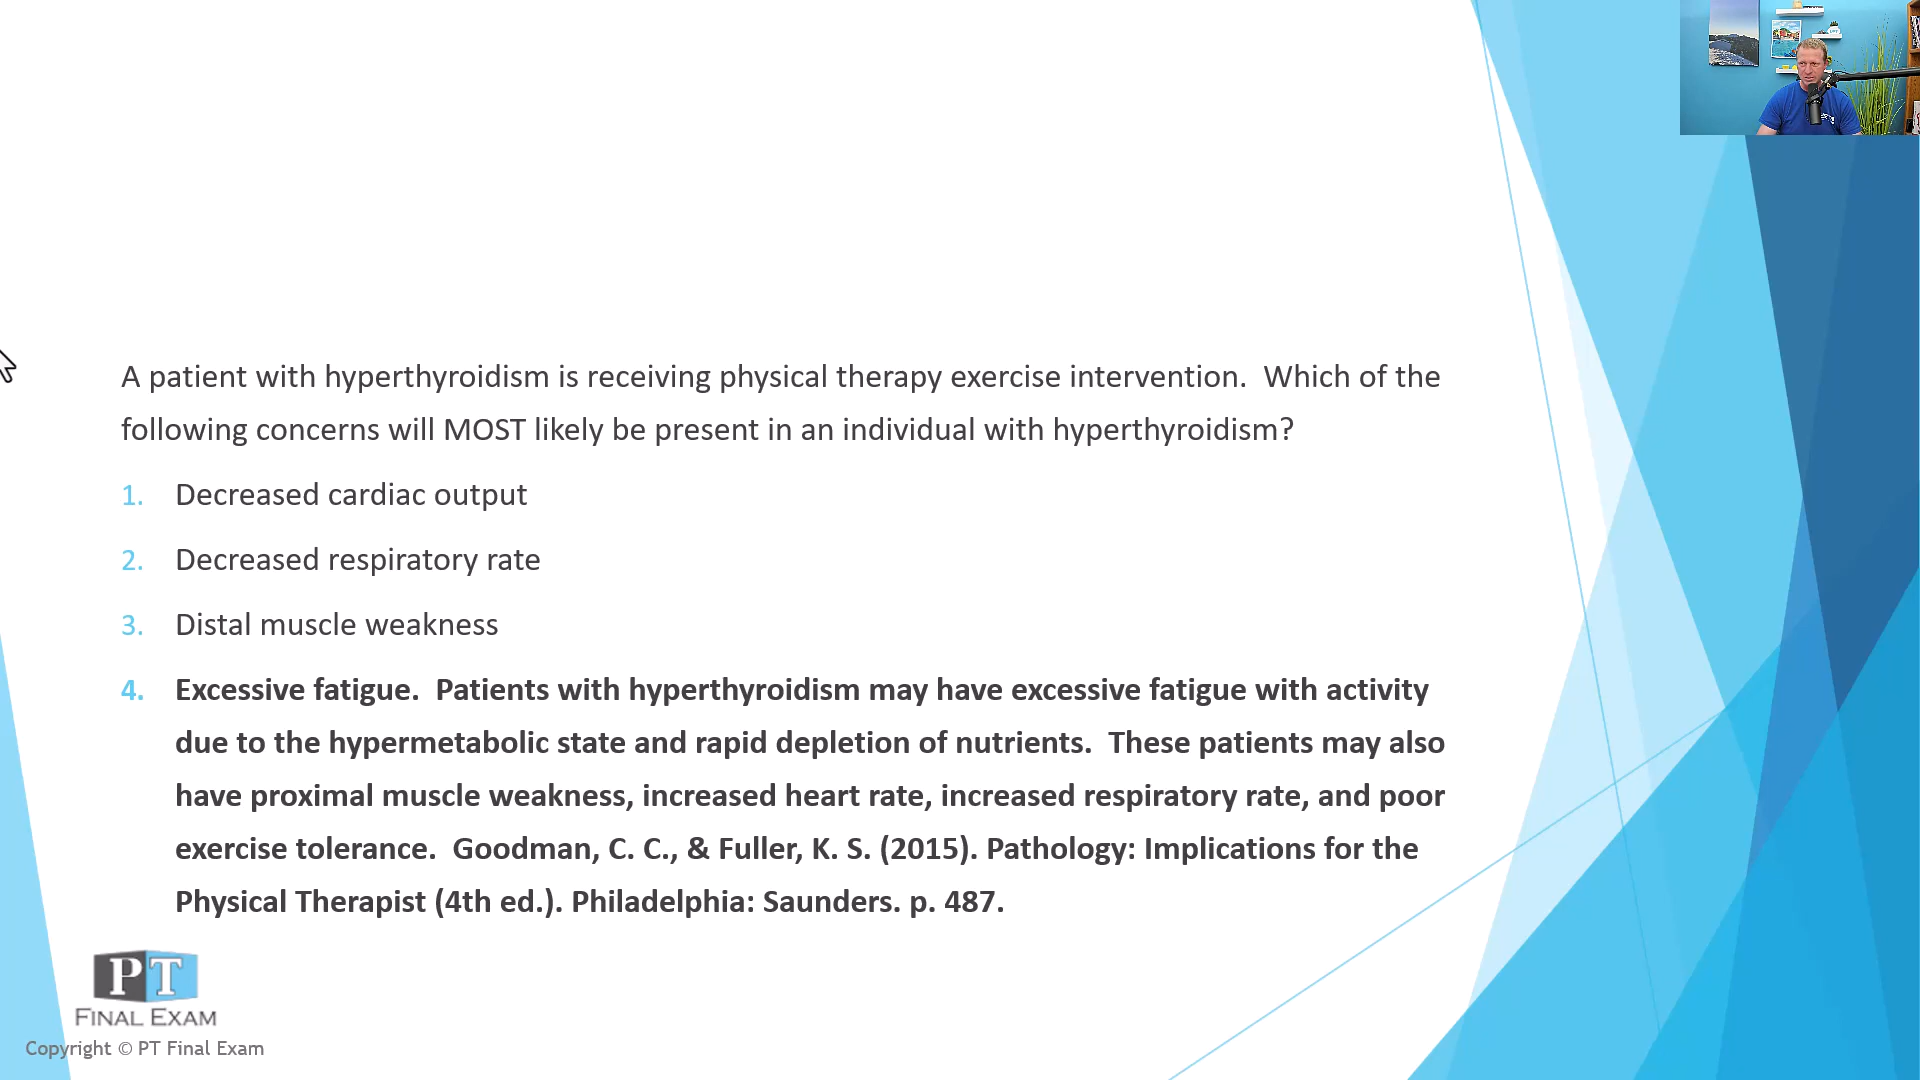 A patient with hyperthyroidism is receiving physical therapy exercise intervention.  Which of the
following concerns will MOST likely be present in an individual with hyperthyroidism?
1. Decreased cardiac output
2. Decreased respiratory rate
3. Distal muscle weakness
4. Excessive fatigue.  Patients with hyperthyroidism may have excessive fatigue with activity
due to the hypermetabolic state and rapid depletion of nutrients.  These patients may also
have proximal muscle weakness, increased heart rate, increased respiratory rate, and poor
exercise tolerance.  Goodman, C. C., & Fuller, K. S. (2015). Pathology: Implications for the
Physical Therapist (4th ed.). Philadelphia: Saunders. p. 487.
PT
FINAL EXAM
Copyright © PT Final Exam